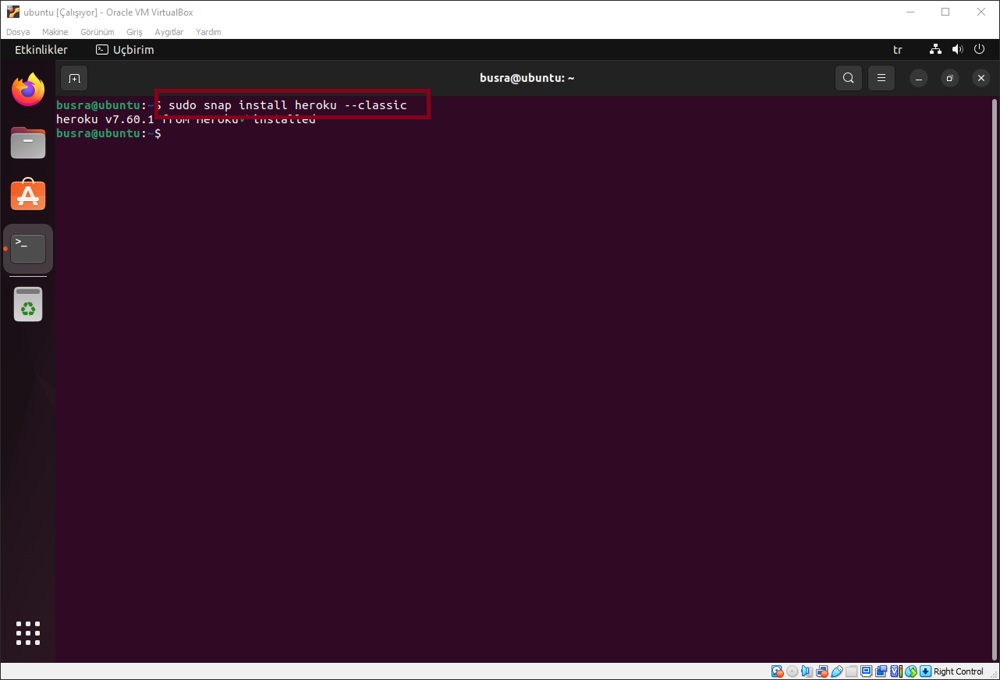 ubuntu [Çalışıyor] - Oracle VM VirtualBox
Dosya Makine Görünüm Giriş Aygıtlar Yardım
Etkinlikler Uçbirim tr
busra@ubuntu: ~
busra@ubuntu:~$ sudo snap install heroku --classic
heroku v7.60.1 from Heroku✓ installed
busra@ubuntu:~$
Right Control